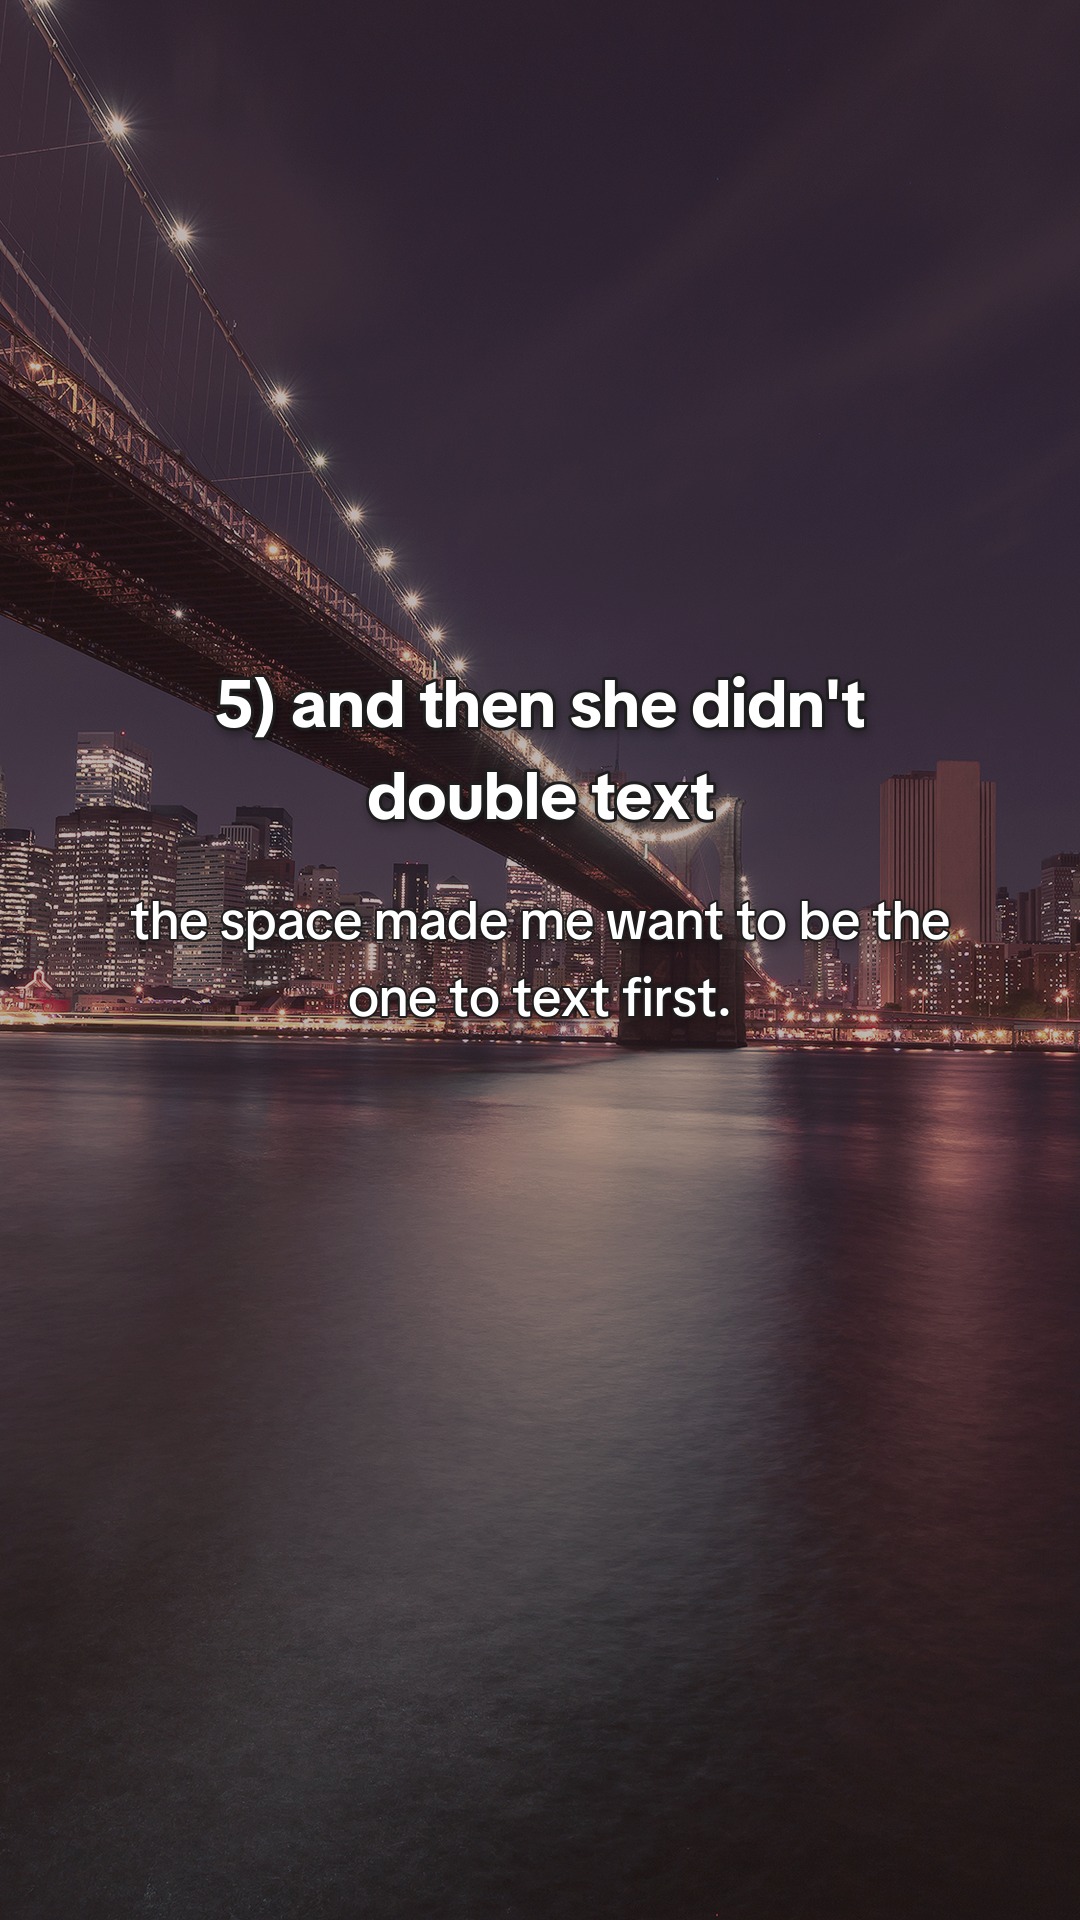 5) and then she didn't
double text
the space made me want to be the
one to text first.